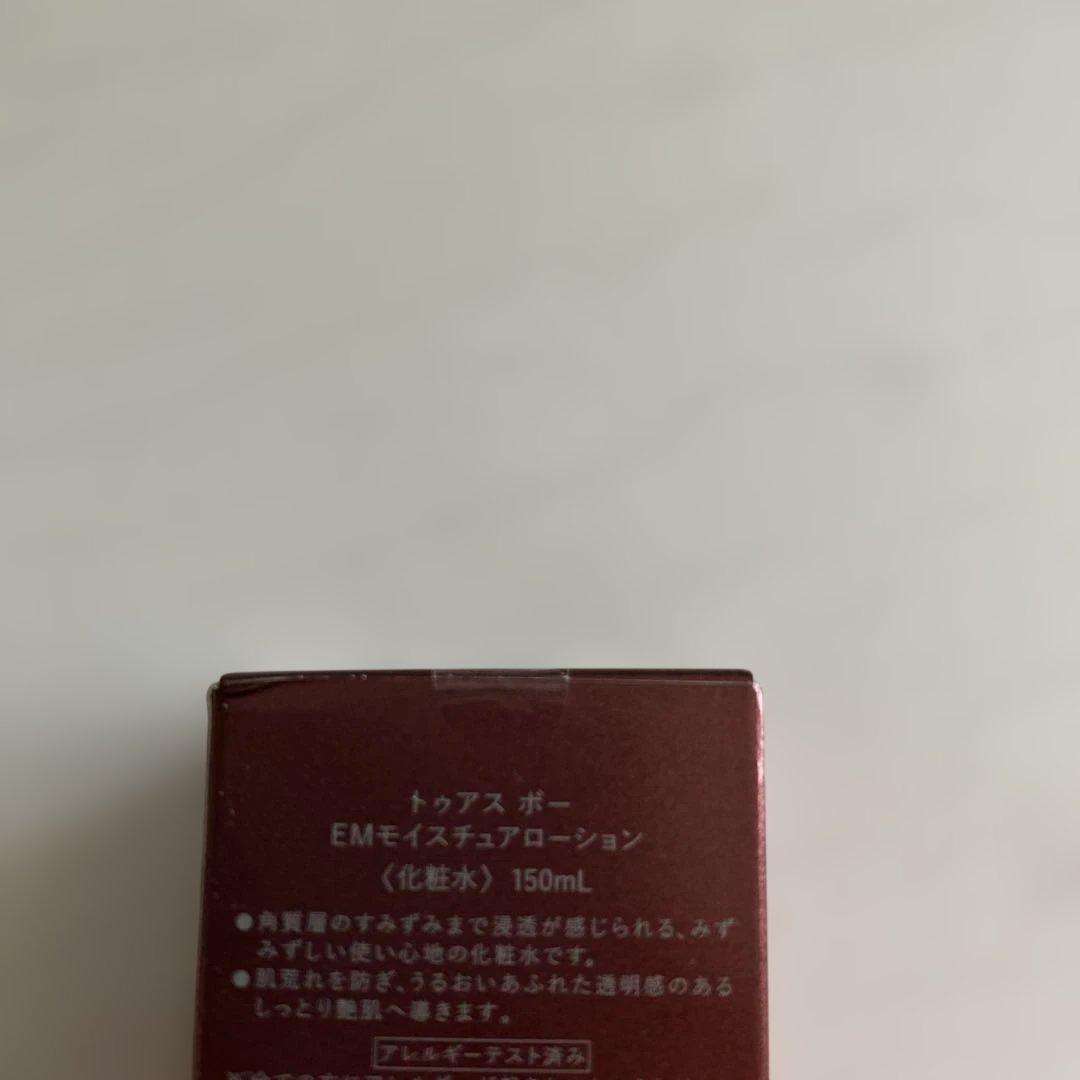 トゥアス ボー
EMモイスチュアローション
〈化粧水〉 150mL
●角質層のすみずみまで浸透が感じられる、みず
みずしい使い心地の化粧水です。
●肌荒れを防ぎ、うるおいあふれた透明感のある
しっとり艶肌へ導きます。
アレルギーテスト済み